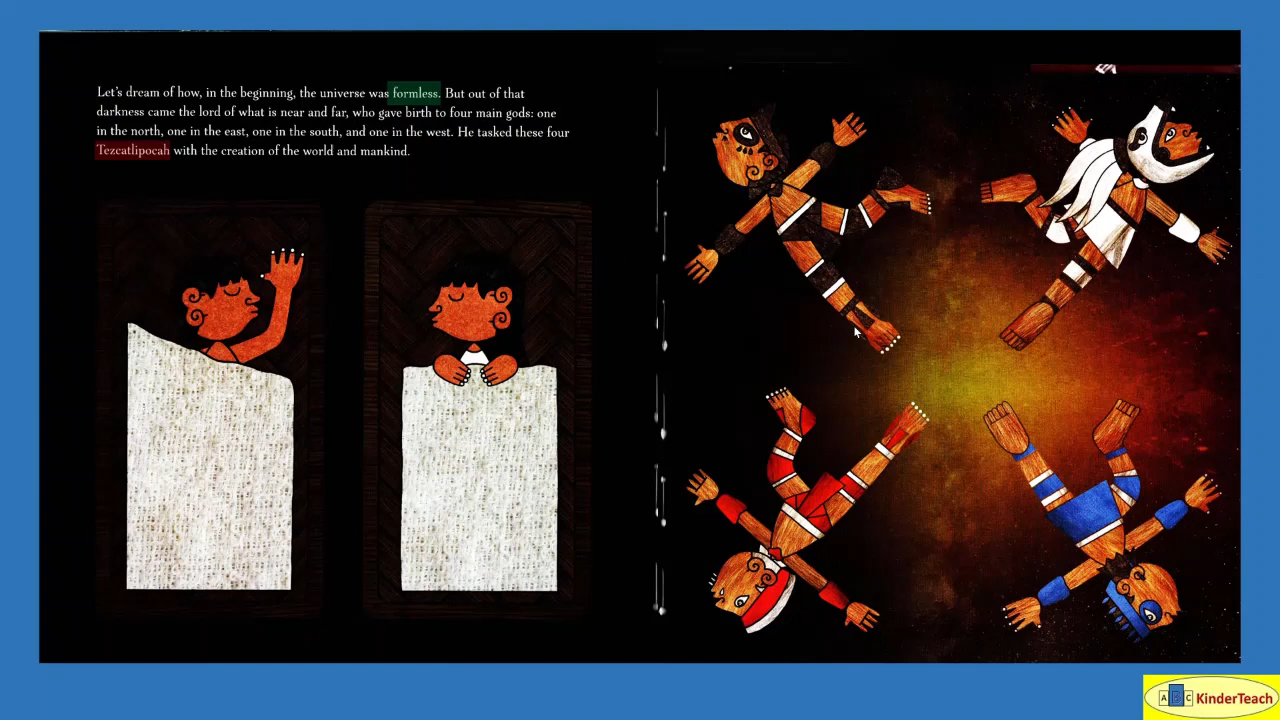 Let's dream of how, in the beginning, the universe was formless. But out of that
darkness came the lord of what is near and far, who gave birth to four main gods: one
in the north, one in the east, one in the south, and one in the west. He tasked these four
Tezcatlipocah with the creation of the world and mankind.
ABC KinderTeach